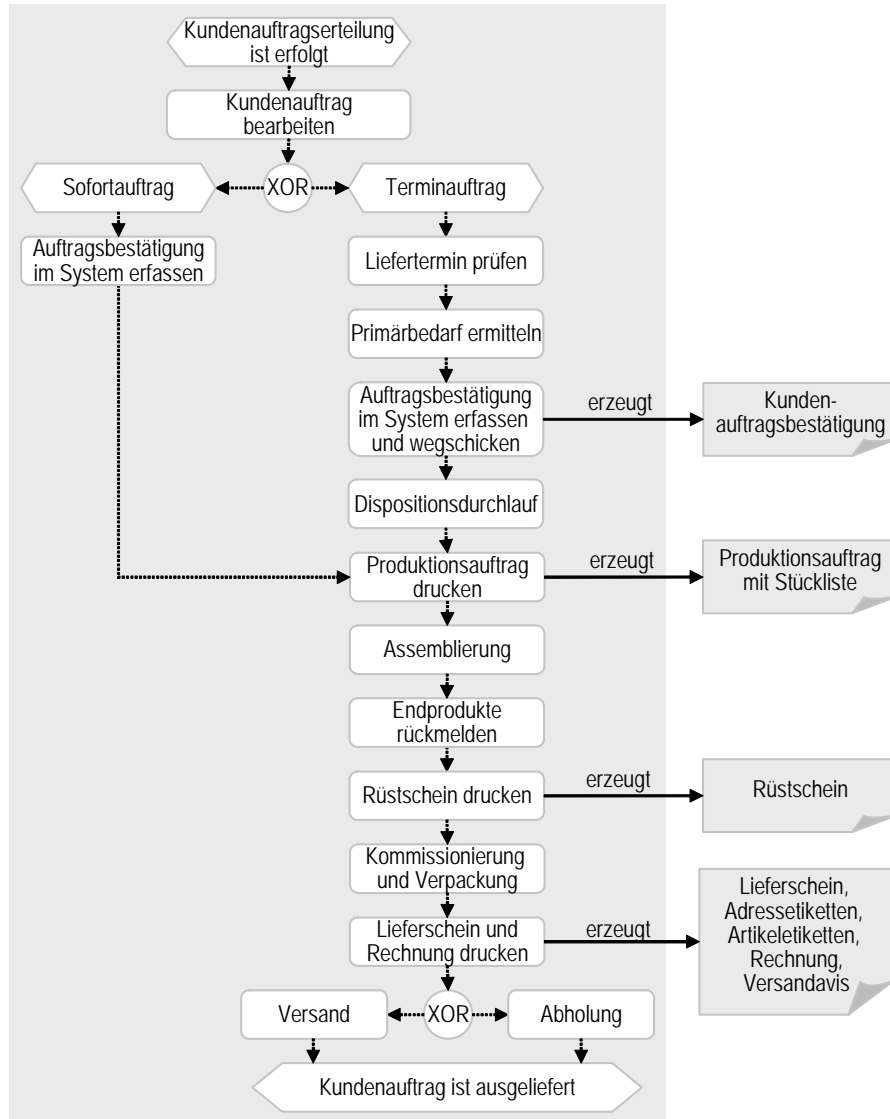 Kundenauftragserteilung
ist erfolgt
Kundenauftrag
bearbeiten
Sofortauftrag
XOR
Terminauftrag
Auftragsbestätigung
im System erfassen
Liefertermin prüfen
Primärbedarf ermitteln
Auftragsbestätigung
im System erfassen
und wegschicken
erzeugt
Kunden-
auftragsbestätigung
Dispositionsdurchlauf
Produktionsauftrag
drucken
erzeugt
Produktionsauftrag
mit Stückliste
Assemblierung
Endprodukte
rückmelden
Rüstschein drucken
erzeugt
Rüstschein
Kommissionierung
und Verpackung
Lieferschein und
Rechnung drucken
erzeugt
Lieferschein,
Adressetiketten,
Artikeletiketten,
Rechnung,
Versandavis
Versand
XOR
Abholung
Kundenauftrag ist ausgeliefert